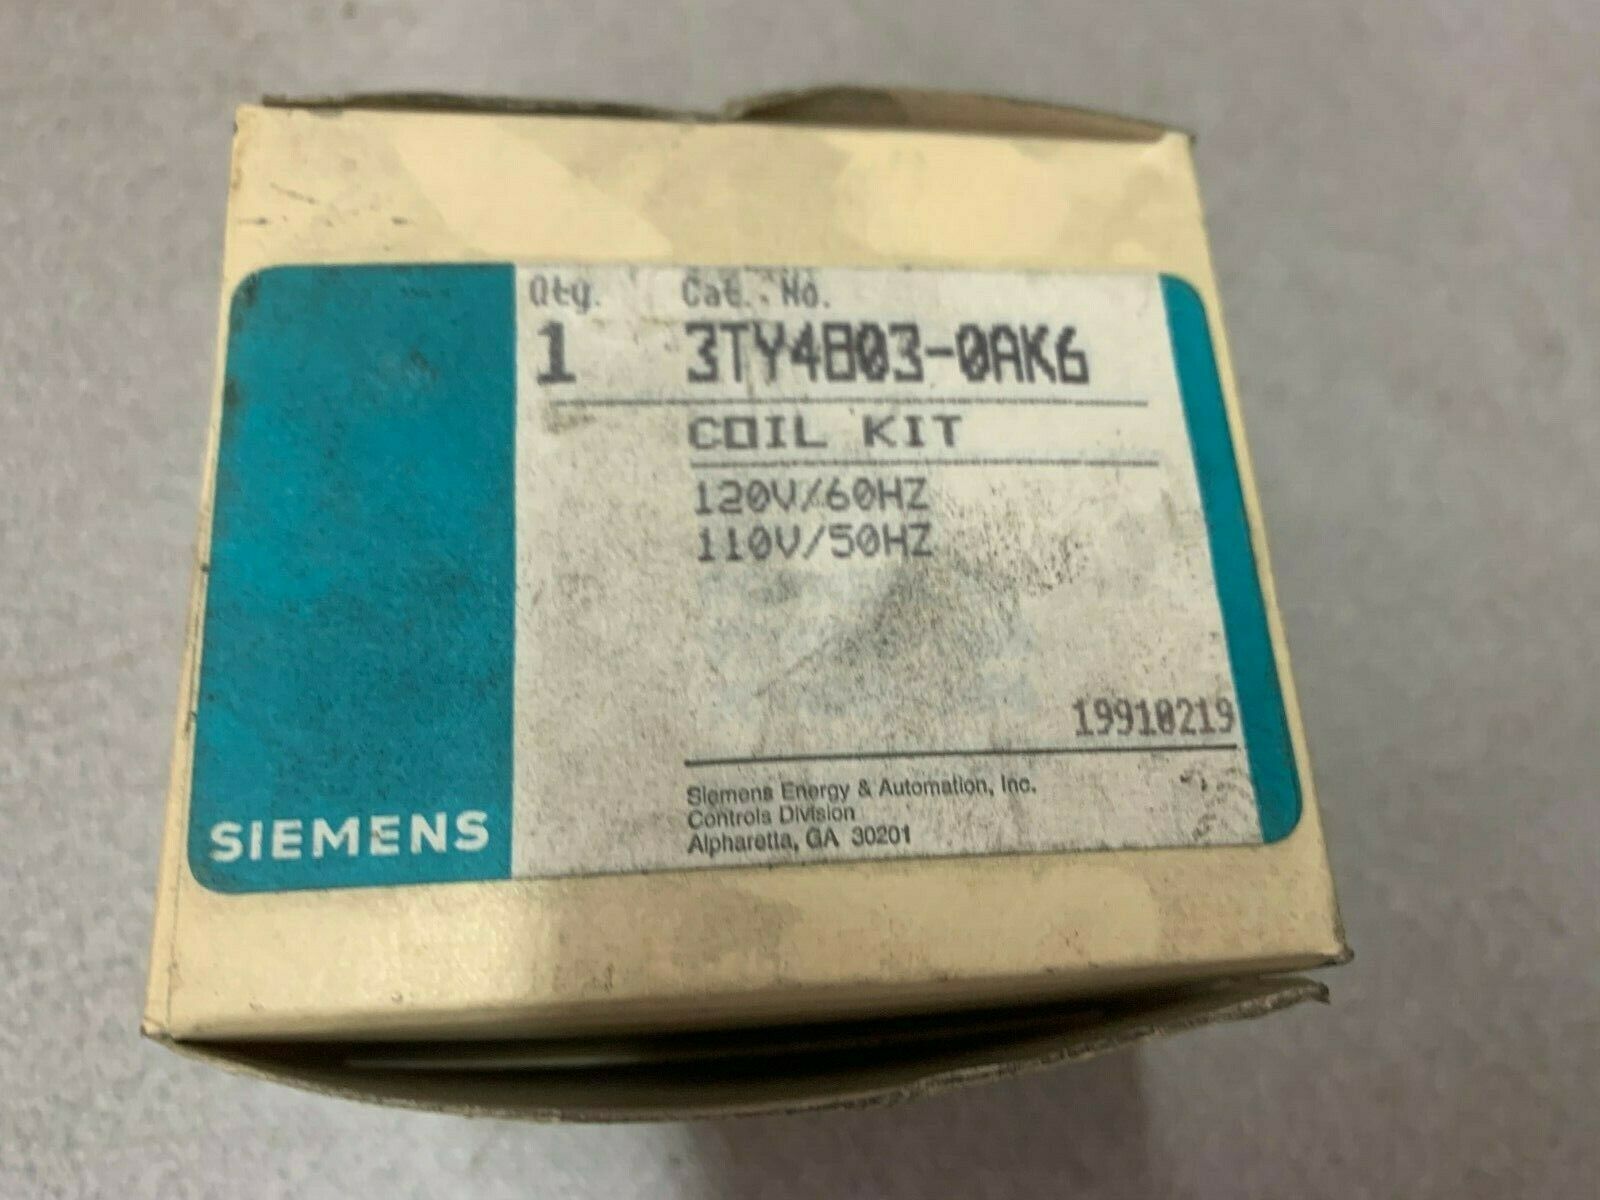 Qty. Cat. No.
1 3TY4803-0AK6
COIL KIT
120V/60HZ
110V/50HZ
19910219
Siemens Energy & Automation, Inc.
Controls Division
Alpharetta, GA 30201
SIEMENS